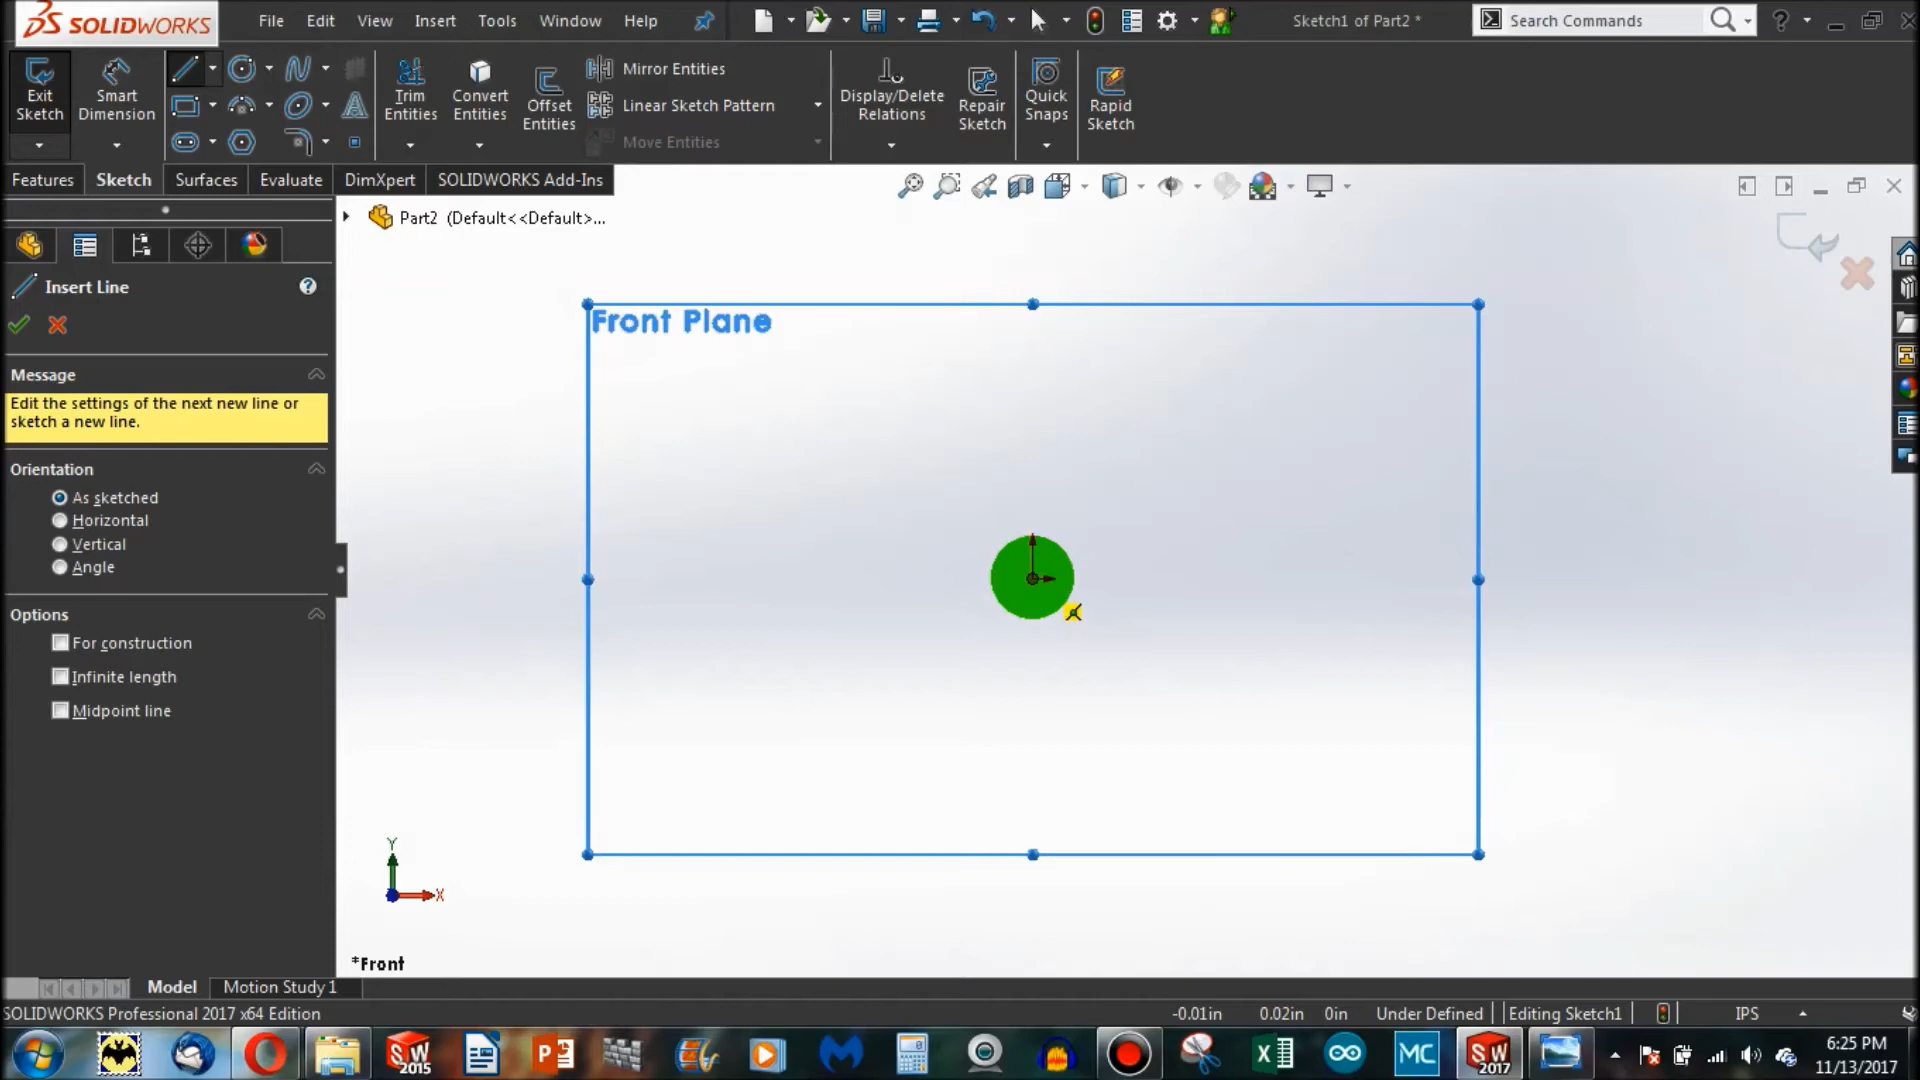 SOLIDWORKS
File Edit View Insert Tools Window Help
Sketch1 of Part2 *
Search Commands
?
Exit Sketch
Smart Dimension
Trim Entities
Convert Entities
Offset Entities
Mirror Entities
Linear Sketch Pattern
Move Entities
Display/Delete Relations
Repair Sketch
Quick Snaps
Rapid Sketch
Features Sketch Surfaces Evaluate DimXpert SOLIDWORKS Add-Ins
Part2 (Default<<Default>...
Insert Line
?
Message
Edit the settings of the next new line or
sketch a new line.
Orientation
As sketched
Horizontal
Vertical
Angle
Options
For construction
Infinite length
Midpoint line
Front Plane
Y
X
*Front
Model Motion Study 1
SOLIDWORKS Professional 2017 x64 Edition
-0.01in 0.02in 0in Under Defined Editing Sketch1 IPS
SW 2015
P
X
MC
SW 2017
6:25 PM
11/13/2017